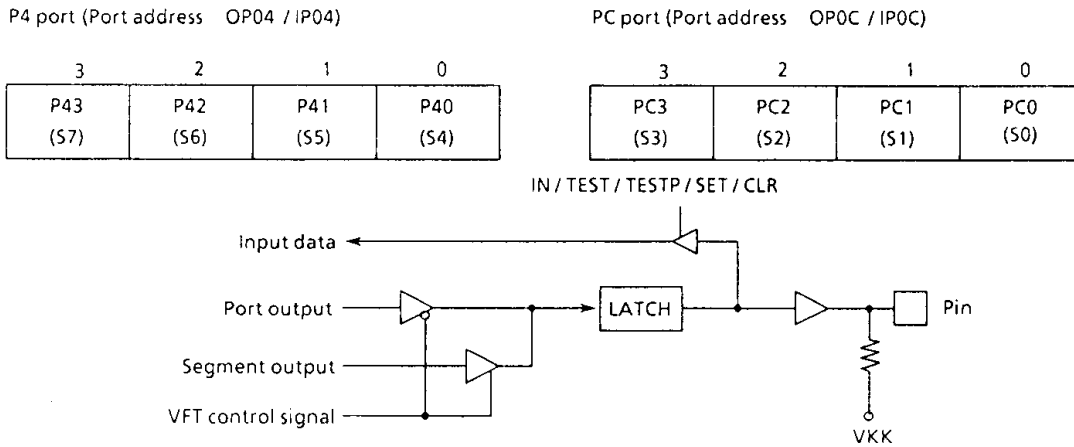 P4 port (Port address OP04 / IP04)
3 2 1 0
P43 P42 P41 P40
(S7) (S6) (S5) (S4)
PC port (Port address OP0C / IP0C)
3 2 1 0
PC3 PC2 PC1 PC0
(S3) (S2) (S1) (S0)
IN / TEST / TESTP / SET / CLR
Input data
Port output
LATCH
Pin
Segment output
VFT control signal
VKK